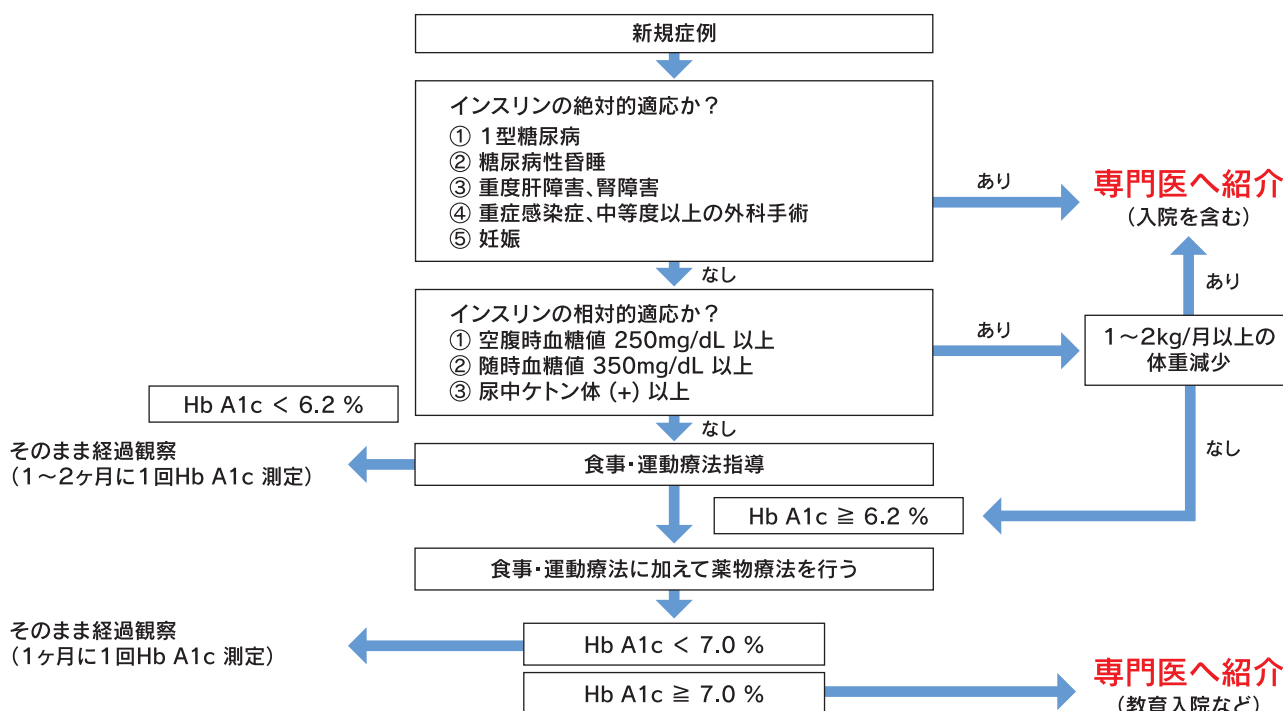 新規症例
インスリンの絶対的適応か？
① 1型糖尿病
② 糖尿病性昏睡
③ 重度肝障害、腎障害
④ 重症感染症、中等度以上の外科手術
⑤ 妊娠
あり
専門医へ紹介
（入院を含む）
なし
あり
インスリンの相対的適応か？
① 空腹時血糖値 250mg/dL 以上
② 随時血糖値 350mg/dL 以上
③ 尿中ケトン体 (+) 以上
あり
1〜2kg/月以上の
体重減少
Hb A1c < 6.2 %
なし
なし
そのまま経過観察
（1〜2ヶ月に1回Hb A1c 測定）
食事・運動療法指導
Hb A1c ≧ 6.2 %
食事・運動療法に加えて薬物療法を行う
そのまま経過観察
（1ヶ月に1回Hb A1c 測定）
Hb A1c < 7.0 %
Hb A1c ≧ 7.0 %
専門医へ紹介
（教育入院など）